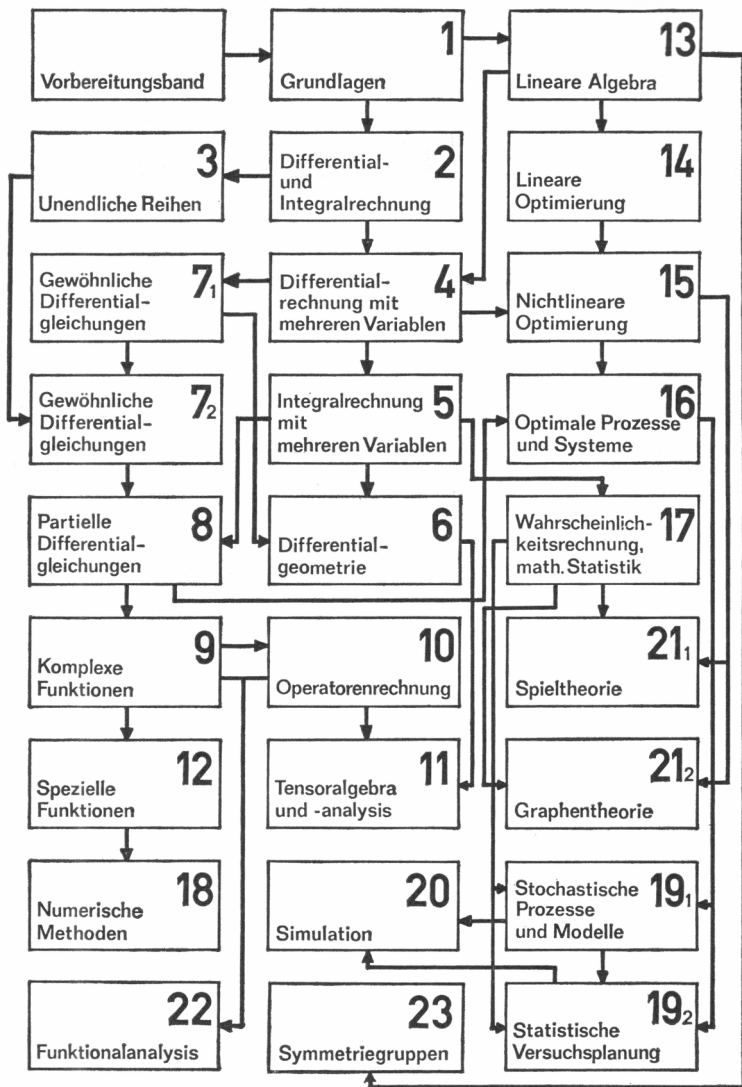 Vorbereitungsband
1
Grundlagen
13
Lineare Algebra
3
Unendliche Reihen
2
Differential-
und
Integralrechnung
14
Lineare
Optimierung
7₁
Gewöhnliche
Differential-
gleichungen
4
Differential-
rechnung mit
mehreren Variablen
15
Nichtlineare
Optimierung
7₂
Gewöhnliche
Differential-
gleichungen
5
Integralrechnung
mit
mehreren Variablen
16
Optimale Prozesse
und Systeme
8
Partielle
Differential-
gleichungen
6
Differential-
geometrie
17
Wahrscheinlich-
keitsrechnung,
math. Statistik
9
Komplexe
Funktionen
10
Operatorenrechnung
21₁
Spieltheorie
12
Spezielle
Funktionen
11
Tensoralgebra
und -analysis
21₂
Graphentheorie
18
Numerische
Methoden
20
Simulation
19₁
Stochastische
Prozesse
und Modelle
22
Funktionalanalysis
23
Symmetriegruppen
19₂
Statistische
Versuchsplanung